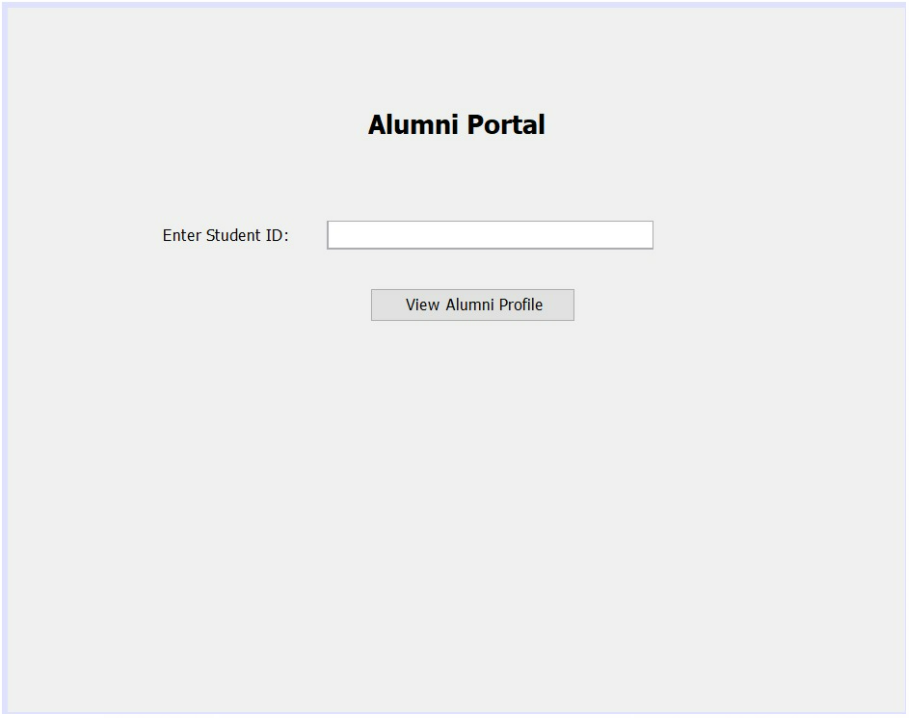 Alumni Portal
Enter Student ID:
View Alumni Profile